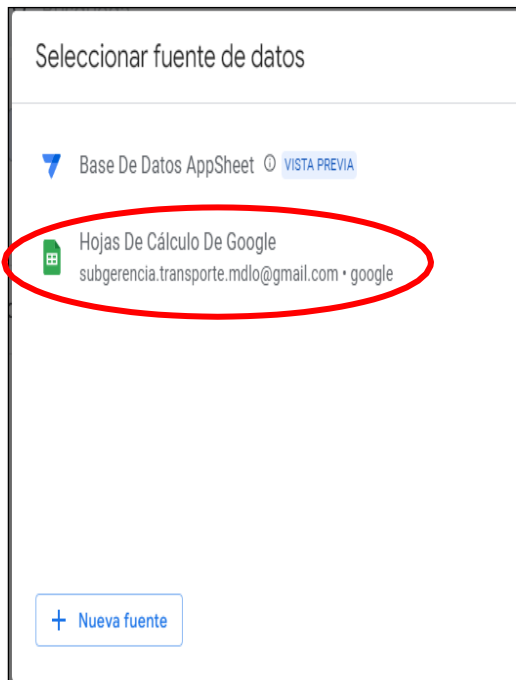 Seleccionar fuente de datos
Base De Datos AppSheet VISTA PREVIA
Hojas De Cálculo De Google
subgerencia.transporte.mdlo@gmail.com • google
+ Nueva fuente